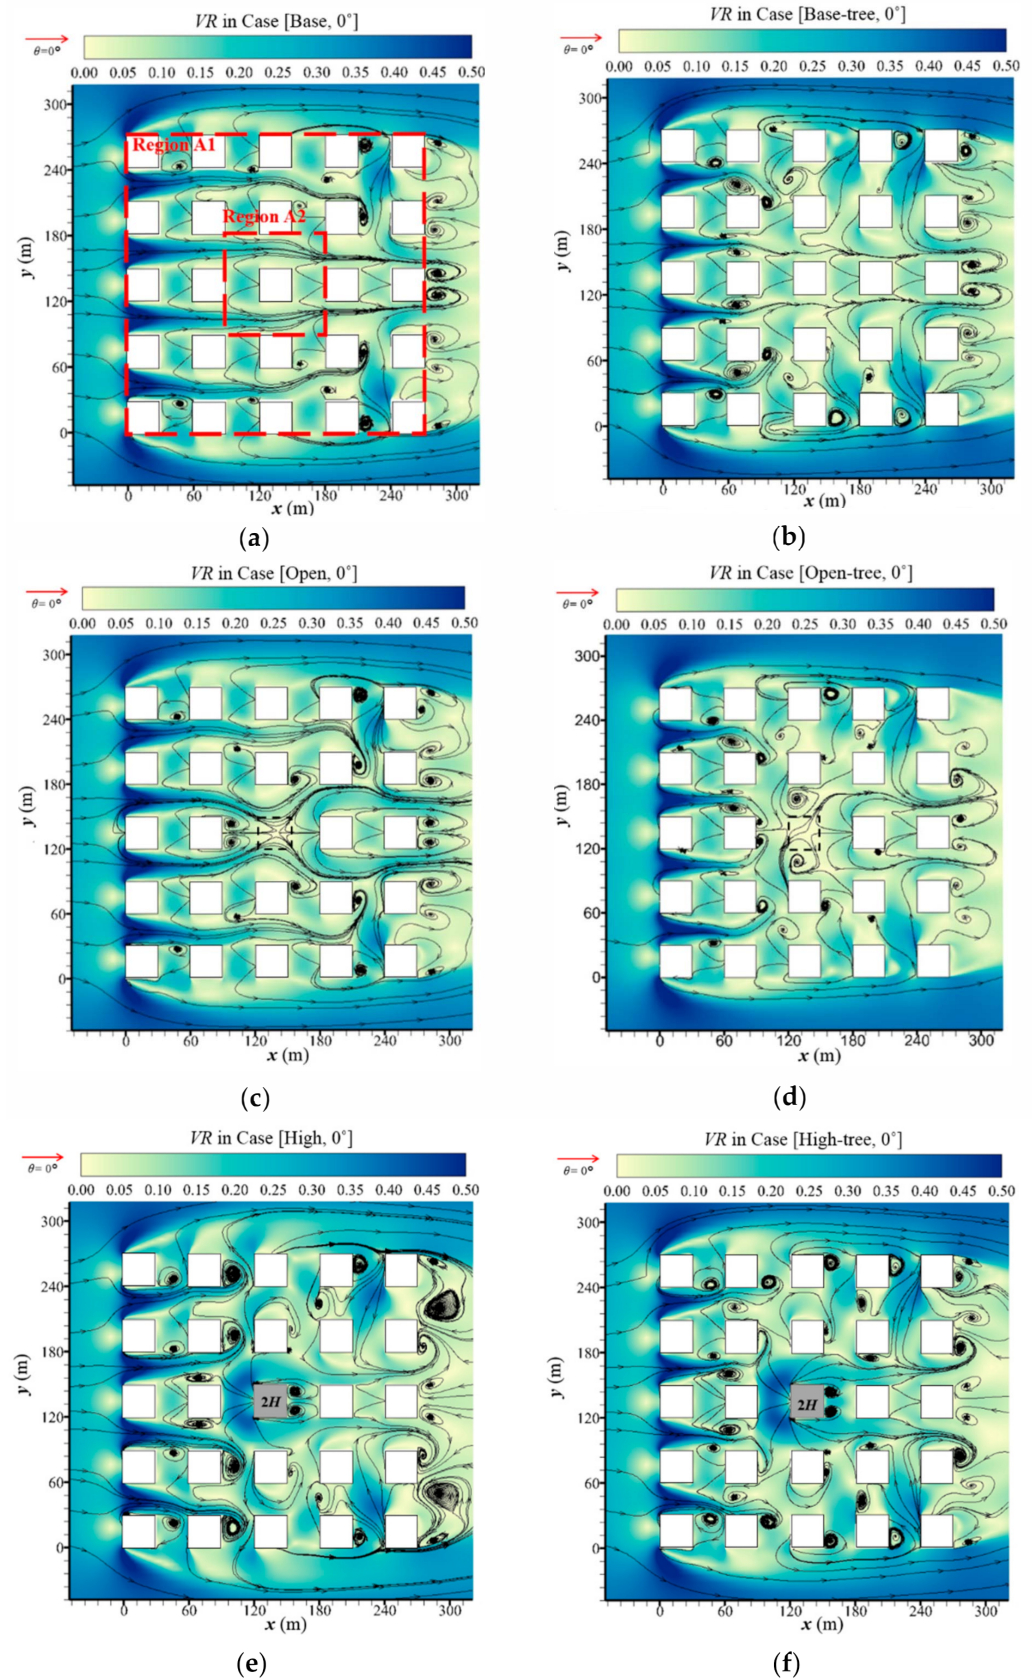 VR in Case [Base, 0˚]
θ=0°
0.00 0.05 0.10 0.15 0.20 0.25 0.30 0.35 0.40 0.45 0.50
300
240
180
120
60
0
y (m)
Region A1
Region A2
0 60 120 180 240 300
x (m)
(a)
VR in Case [Base-tree, 0˚]
θ=0°
0.00 0.05 0.10 0.15 0.20 0.25 0.30 0.35 0.40 0.45 0.50
300
240
180
120
60
0
y (m)
0 60 120 180 240 300
x (m)
(b)
VR in Case [Open, 0˚]
θ= 0°
0.00 0.05 0.10 0.15 0.20 0.25 0.30 0.35 0.40 0.45 0.50
300
240
180
120
60
0
y (m)
0 60 120 180 240 300
x (m)
(c)
VR in Case [Open-tree, 0˚]
θ= 0°
0.00 0.05 0.10 0.15 0.20 0.25 0.30 0.35 0.40 0.45 0.50
300
240
180
120
60
0
y (m)
0 60 120 180 240 300
x (m)
(d)
VR in Case [High, 0˚]
θ= 0°
0.00 0.05 0.10 0.15 0.20 0.25 0.30 0.35 0.40 0.45 0.50
300
240
180
120
60
0
y (m)
2H
0 60 120 180 240 300
x (m)
(e)
VR in Case [High-tree, 0˚]
θ= 0°
0.00 0.05 0.10 0.15 0.20 0.25 0.30 0.35 0.40 0.45 0.50
300
240
180
120
60
0
y (m)
2H
0 60 120 180 240 300
x (m)
(f)